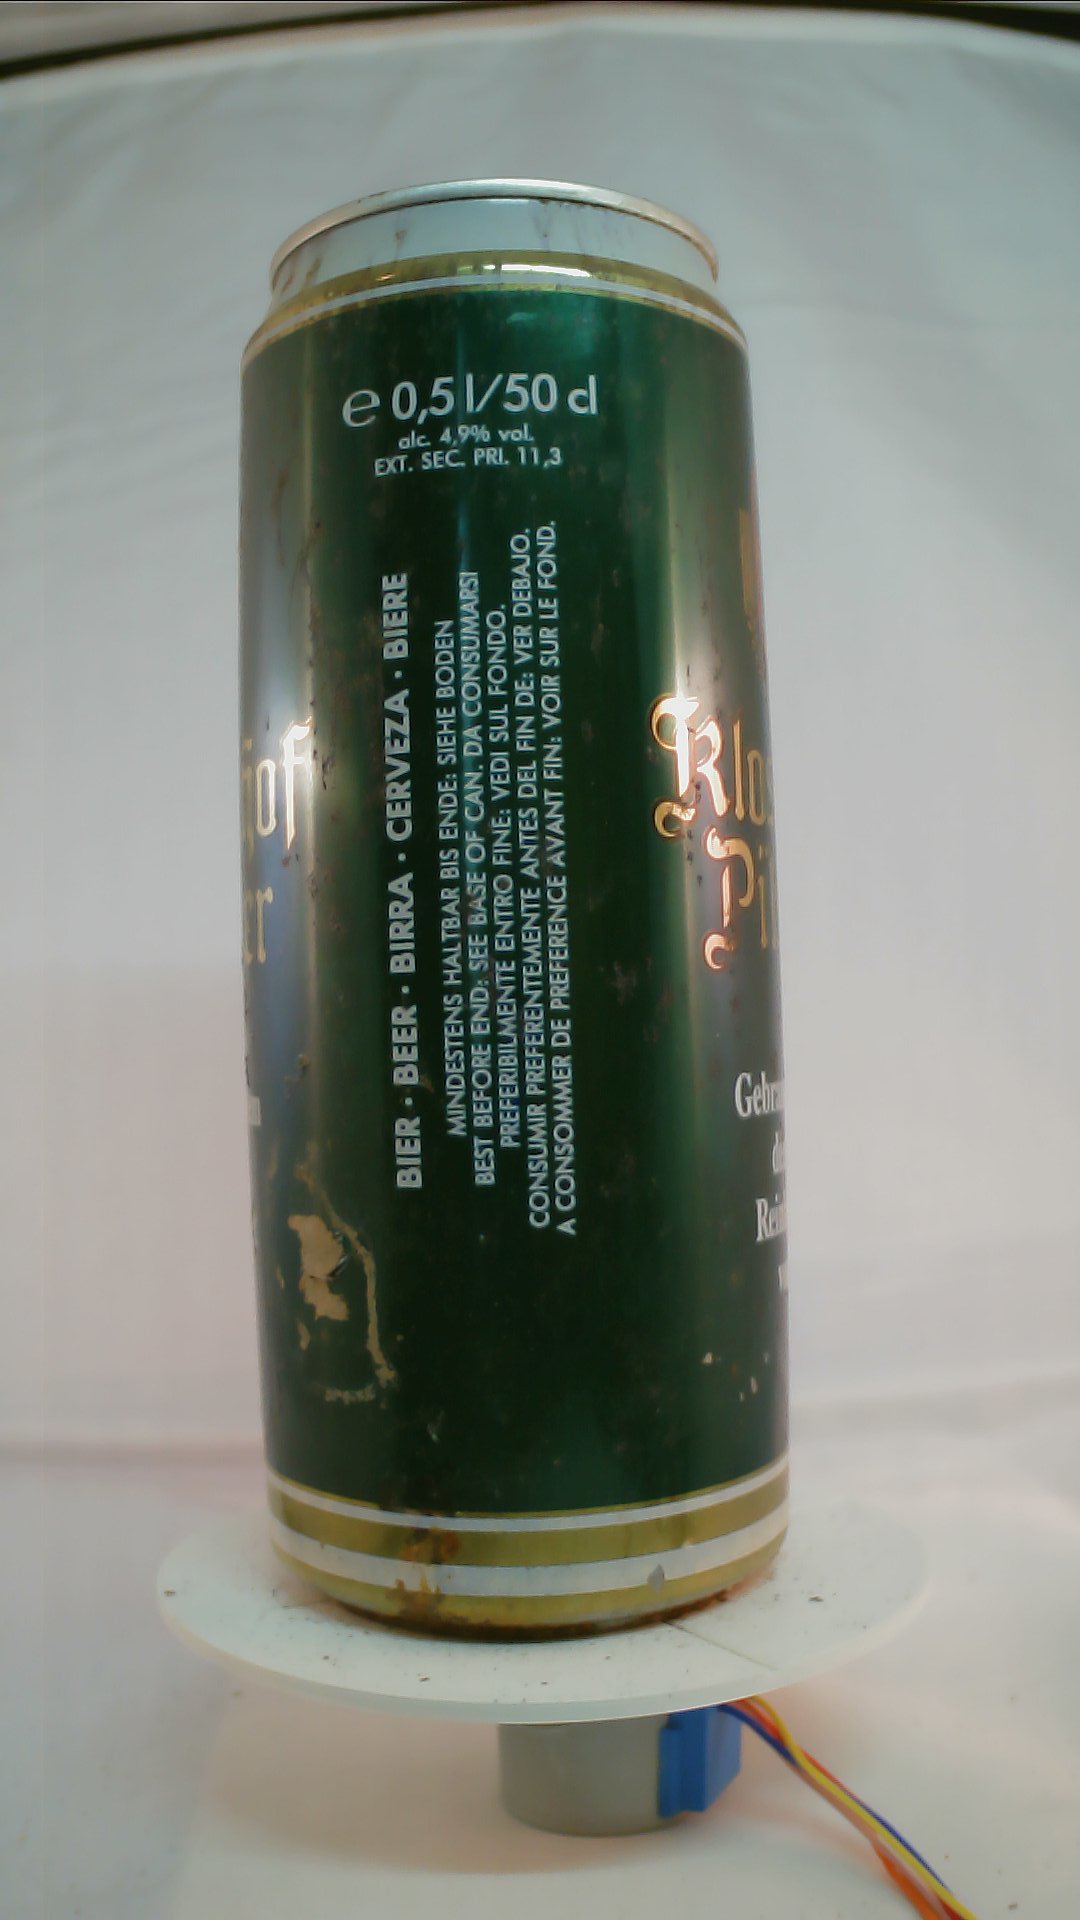 e 0,5 l/50 cl
alc. 4,9% vol.
EXT. SEC. PRI. 11,3
BIER · BEER · BIRRA · CERVEZA · BIERE
MINDESTENS HALTBAR BIS ENDE: SIEHE BODEN
BEST BEFORE END: SEE BASE OF CAN. DA CONSUMARSI
PREFERIBILMENTE ENTRO FINE: VEDI SUL FONDO.
CONSUMIR PREFERENTEMENTE ANTES DEL FIN DE: VER DEBAJO.
A CONSOMMER DE PREFERENCE AVANT FIN: VOIR SUR LE FOND.